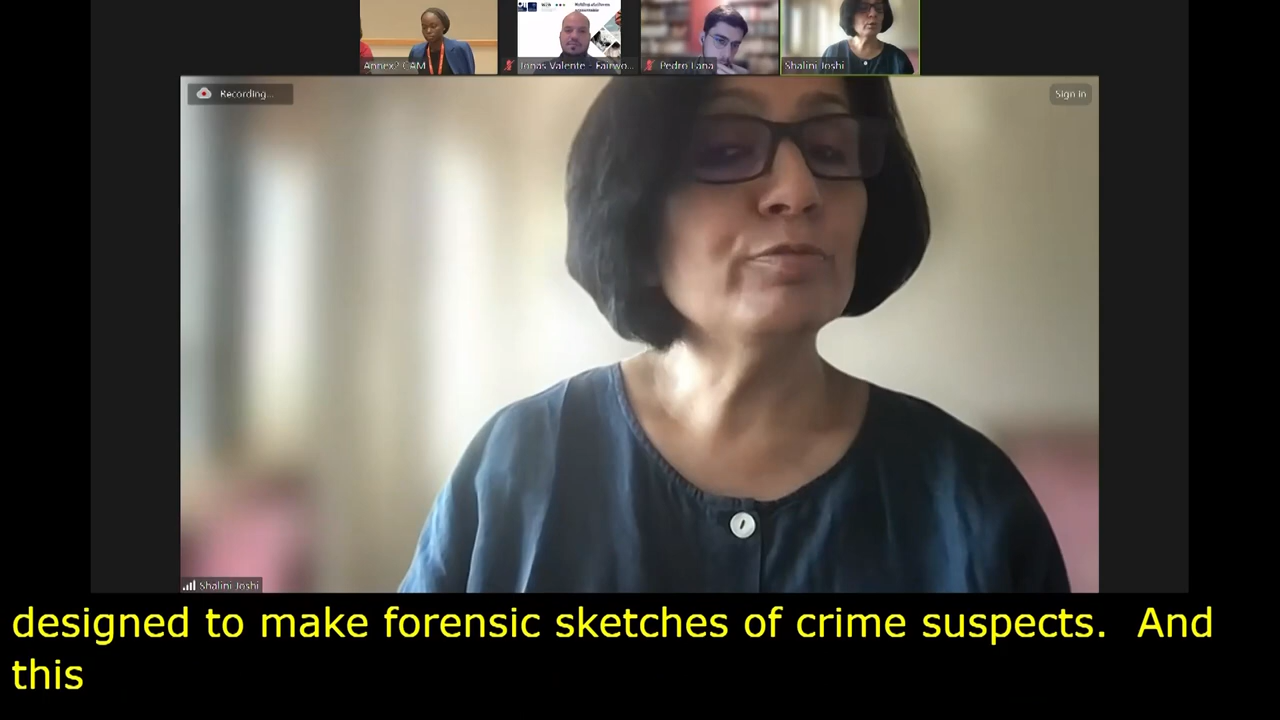 Annex2 CAM
Jonas Valente - Fairwo...
Pedro Lana
Shalini Joshi
Recording...
Sign in
Shalini Joshi
designed to make forensic sketches of crime suspects.  And
this